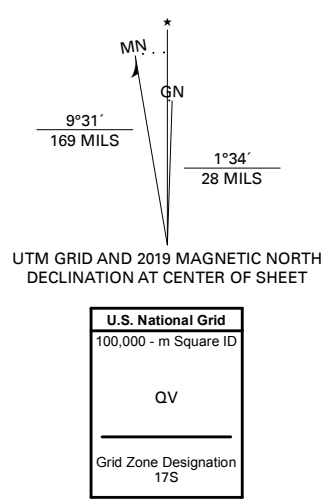 ★
MN
GN
9°31´
169 MILS
1°34´
28 MILS
UTM GRID AND 2019 MAGNETIC NORTH
DECLINATION AT CENTER OF SHEET
U.S. National Grid
100,000 - m Square ID
QV
Grid Zone Designation
17S